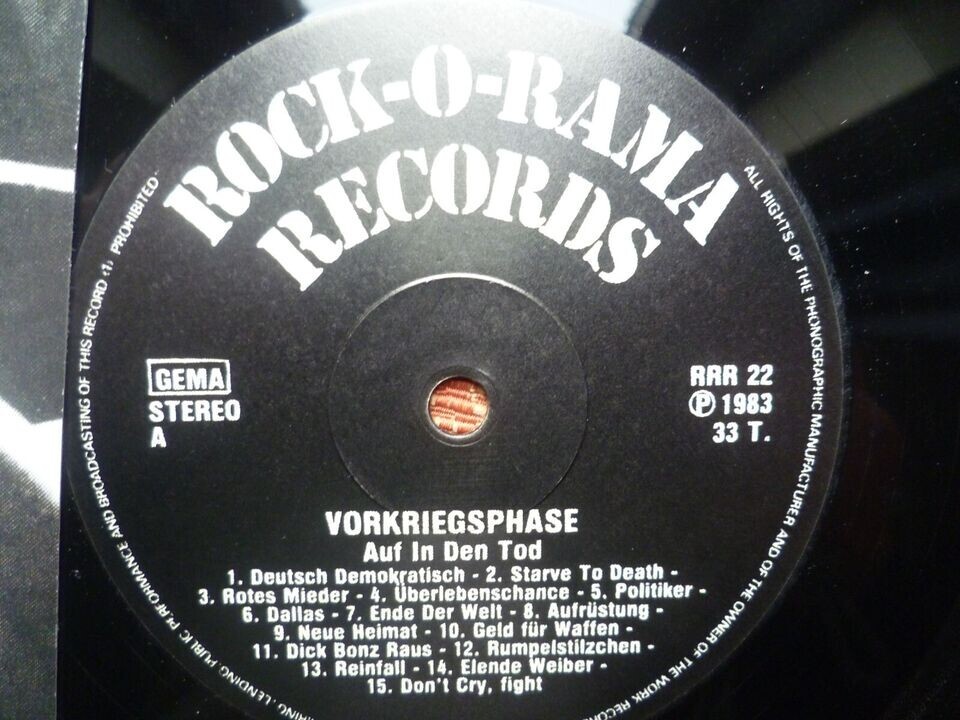 ROCK-O-RAMA
RECORDS
ALL RIGHTS OF THE PHONOGRAPHIC MANUFACTURER AND OF THE OWNER OF THE WORK
LENDING, PUBLIC PERFORMANCE AND BROADCASTING OF THIS RECORD PROHIBITED
GEMA
STEREO
A
RRR 22
Ⓟ 1983
33 T.
VORKRIEGSPHASE
Auf In Den Tod
1. Deutsch Demokratisch - 2. Starve To Death -
3. Rotes Mieder - 4. Überlebenschance - 5. Politiker -
6. Dallas - 7. Ende Der Welt - 8. Aufrüstung -
9. Neue Heimat - 10. Geld für Waffen -
11. Dick Bonz Raus - 12. Rumpelstilzchen -
13. Reinfall - 14. Elende Weiber -
15. Don't Cry, fight